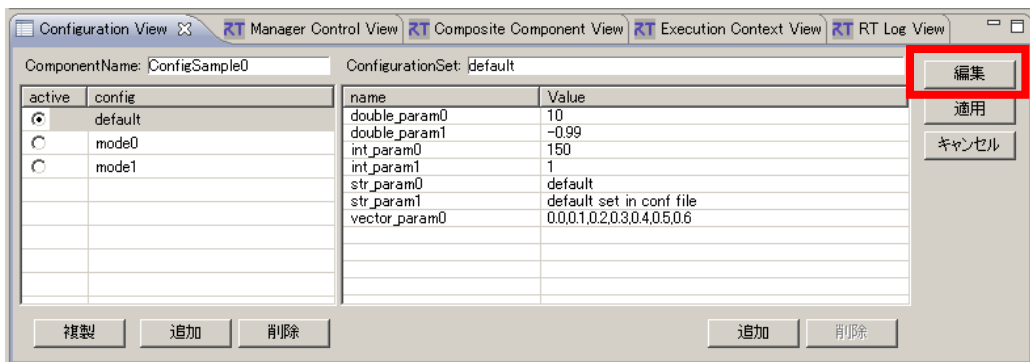 Configuration View RT Manager Control View RT Composite Component View RT Execution Context View RT RT Log View
ComponentName: ConfigSample0 ConfigurationSet: default 編集
active config name Value 適用
default double_param0 10
double_param1 -0.99 キャンセル
mode0 int_param0 150
mode1 int_param1 1
str_param0 default
str_param1 default set in conf file
vector_param0 0.0,0.1,0.2,0.3,0.4,0.5,0.6
複製 追加 削除 追加 削除